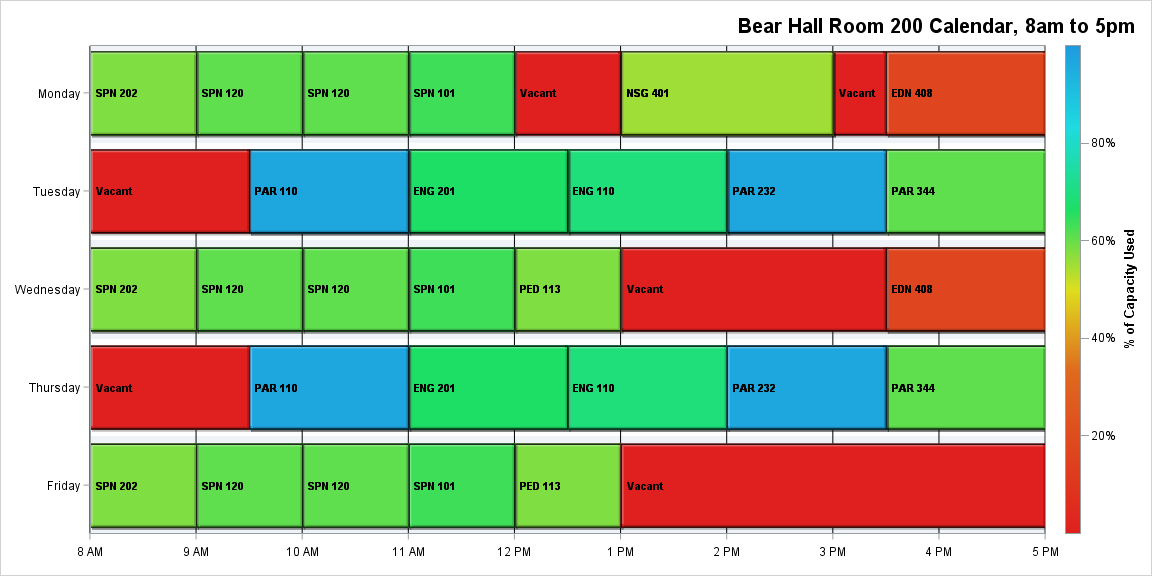 Bear Hall Room 200 Calendar, 8am to 5pm
Monday
SPN 202
SPN 120
SPN 120
SPN 101
Vacant
NSG 401
Vacant
EDN 408
Tuesday
Vacant
PAR 110
ENG 201
ENG 110
PAR 232
PAR 344
Wednesday
SPN 202
SPN 120
SPN 120
SPN 101
PED 113
Vacant
EDN 408
Thursday
Vacant
PAR 110
ENG 201
ENG 110
PAR 232
PAR 344
Friday
SPN 202
SPN 120
SPN 120
SPN 101
PED 113
Vacant
8 AM
9 AM
10 AM
11 AM
12 PM
1 PM
2 PM
3 PM
4 PM
5 PM
80%
60%
40%
20%
% of Capacity Used